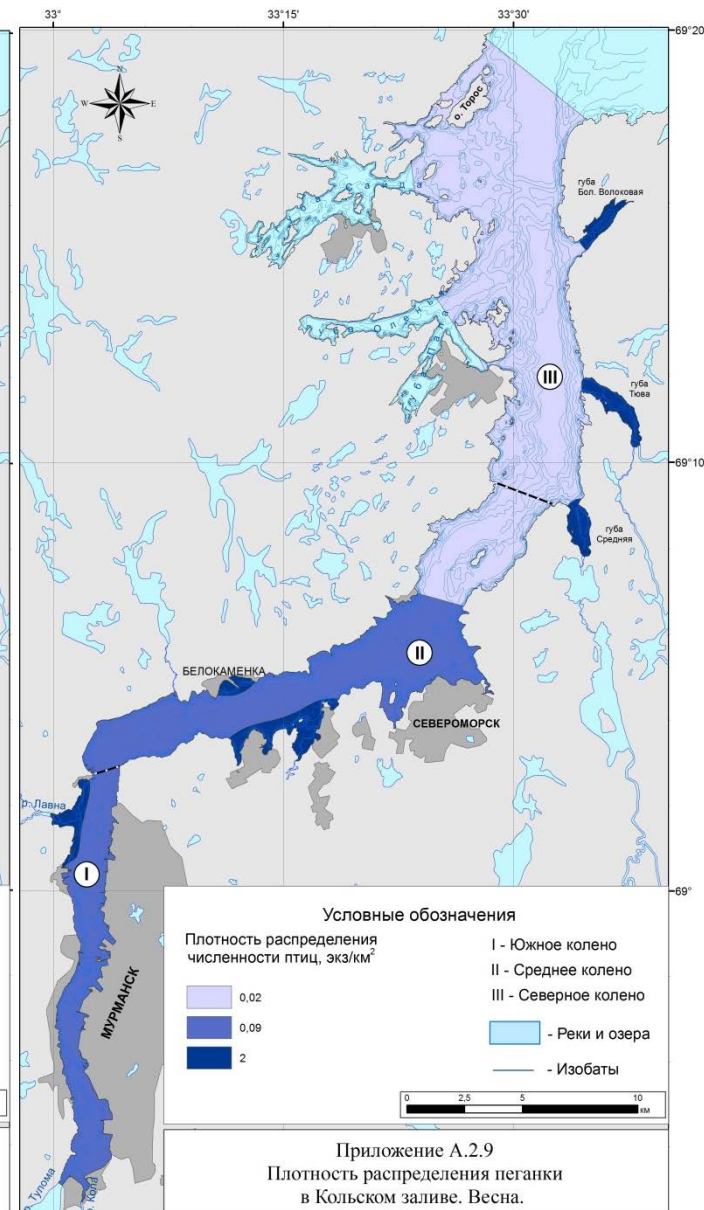 33°
33°15'
33°30'
69°20
N
W
E
S
о. Торос
губа
Бол. Волоковая
III
губа
Тюва
69°10
губа
Средняя
II
БЕЛОКАМЕНКА
СЕВЕРОМОРСК
р. Лавна
I
69°
МУРМАНСК
р. Тулома
р. Кола
Условные обозначения
Плотность распределения
численности птиц, экз/км²
0,02
0,09
2
I - Южное колено
II - Среднее колено
III - Северное колено
- Реки и озера
- Изобаты
0 2,5 5 10
км
Приложение А.2.9
Плотность распределения пеганки
в Кольском заливе. Весна.